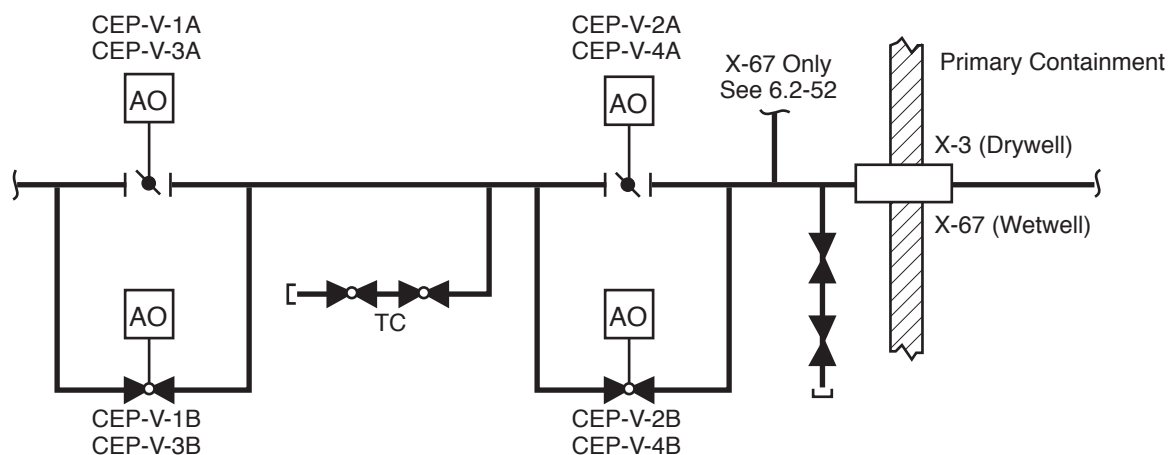 CEP-V-1A
CEP-V-3A
AO
CEP-V-2A
CEP-V-4A
AO
X-67 Only
See 6.2-52
Primary Containment
X-3 (Drywell)
X-67 (Wetwell)
TC
AO
CEP-V-1B
CEP-V-3B
AO
CEP-V-2B
CEP-V-4B